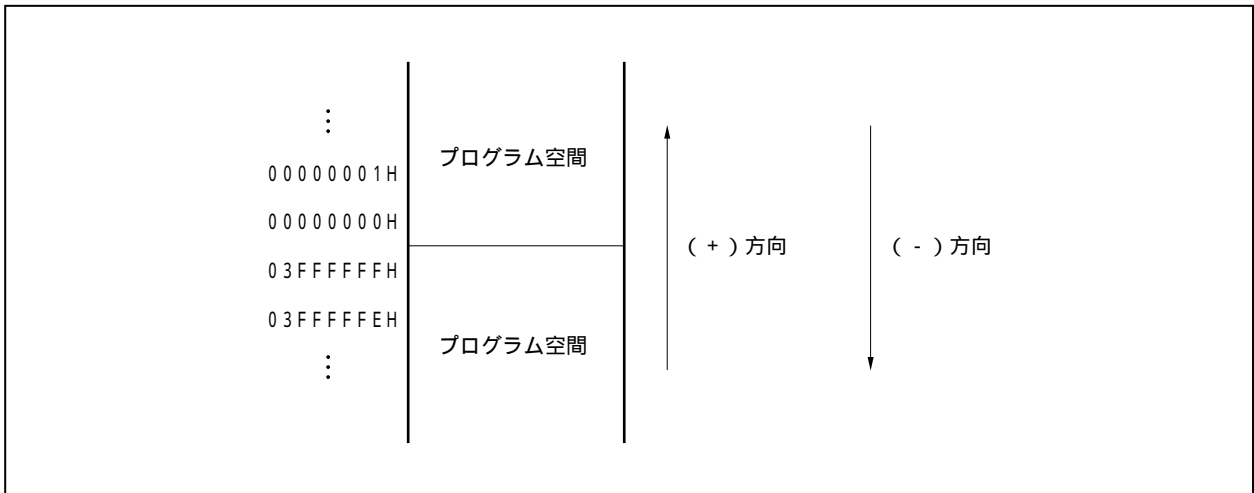 ⋮
00000001H
00000000H
03FFFFFFH
03FFFFFEH
⋮
プログラム空間
プログラム空間
(+)方向
(-)方向